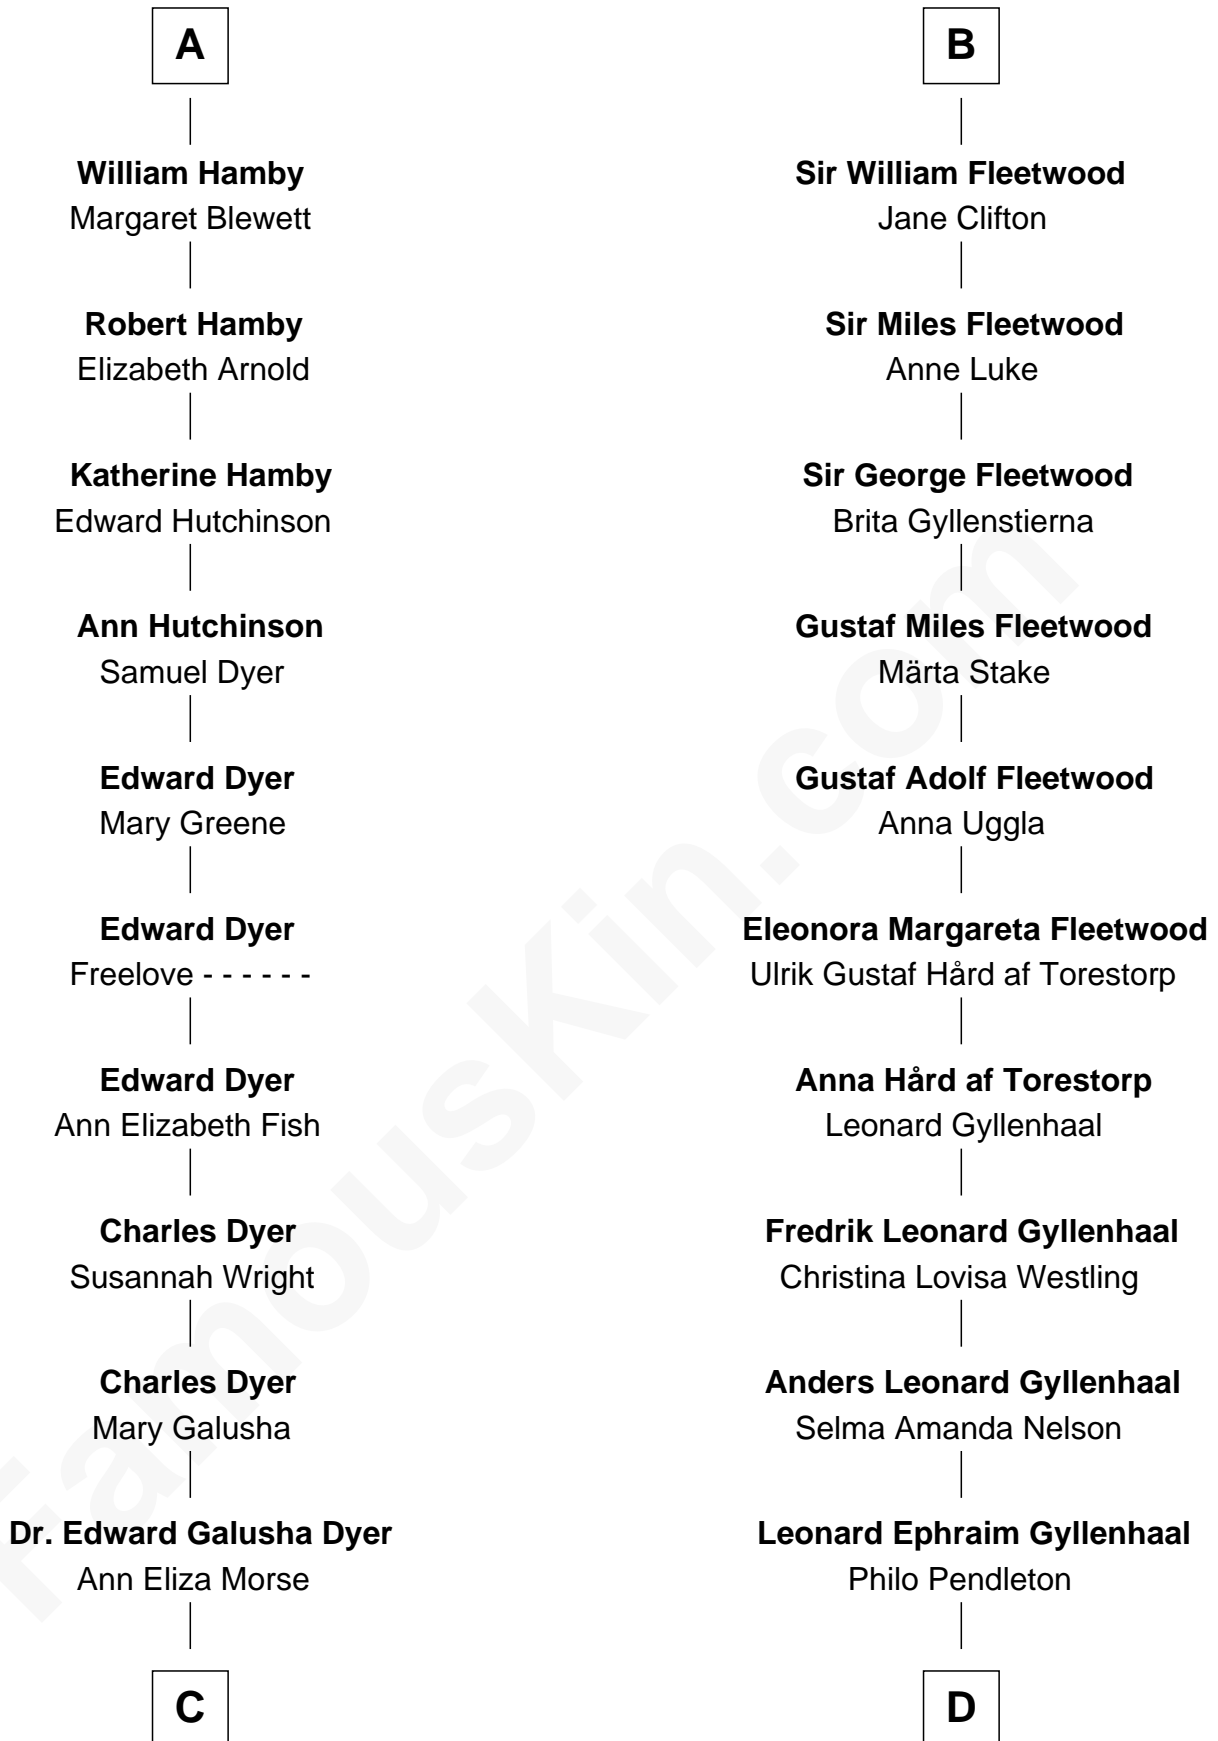 A
William Hamby
Margaret Blewett
Robert Hamby
Elizabeth Arnold
Katherine Hamby
Edward Hutchinson
Ann Hutchinson
Samuel Dyer
Edward Dyer
Mary Greene
Edward Dyer
Freelove - - - - - -
Edward Dyer
Ann Elizabeth Fish
Charles Dyer
Susannah Wright
Charles Dyer
Mary Galusha
Dr. Edward Galusha Dyer
Ann Eliza Morse
C
B
Sir William Fleetwood
Jane Clifton
Sir Miles Fleetwood
Anne Luke
Sir George Fleetwood
Brita Gyllenstierna
Gustaf Miles Fleetwood
Märta Stake
Gustaf Adolf Fleetwood
Anna Uggla
Eleonora Margareta Fleetwood
Ulrik Gustaf Hård af Torestorp
Anna Hård af Torestorp
Leonard Gyllenhaal
Fredrik Leonard Gyllenhaal
Christina Lovisa Westling
Anders Leonard Gyllenhaal
Selma Amanda Nelson
Leonard Ephraim Gyllenhaal
Philo Pendleton
D
FamousKin.com